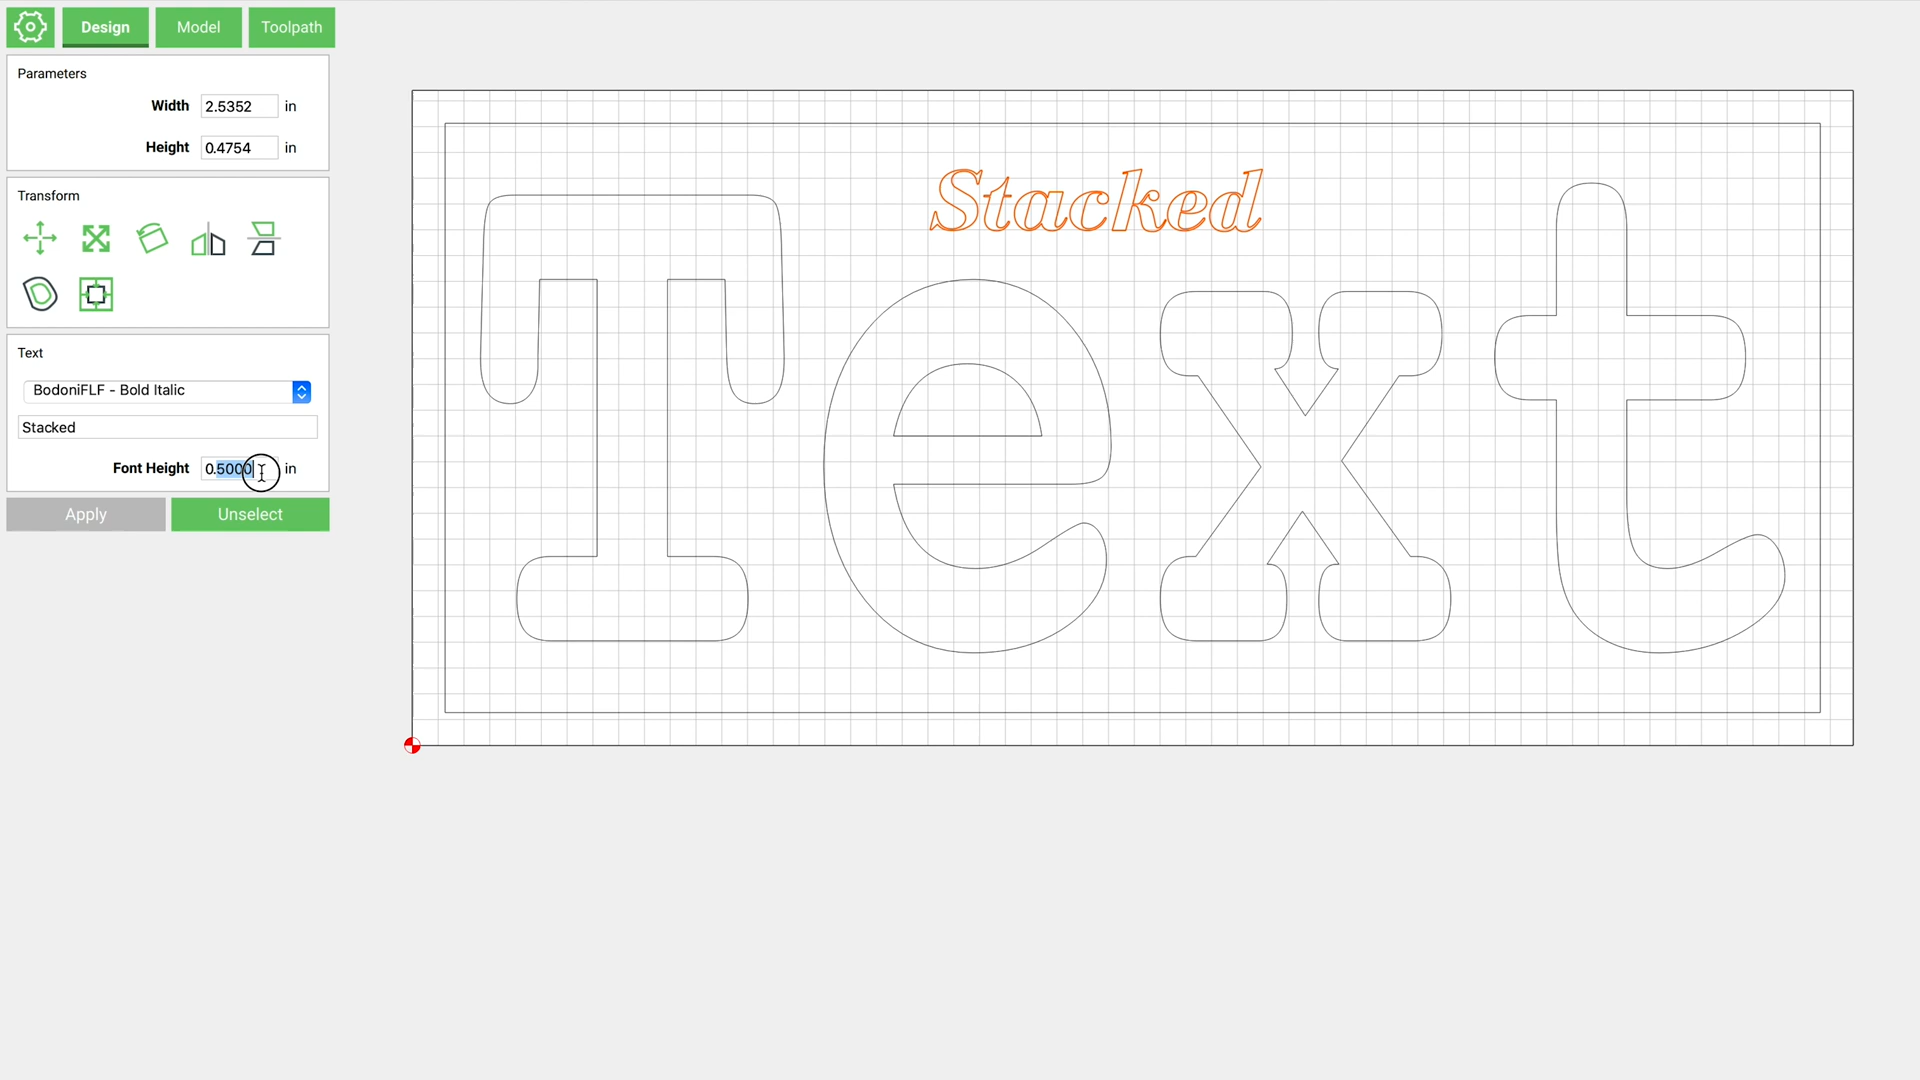 Design Model Toolpath
Parameters
Width 2.5352 in
Height 0.4754 in
Transform
Text
BodoniFLF - Bold Italic
Stacked
Font Height 0.5000 in
Apply Unselect
Stacked
Text